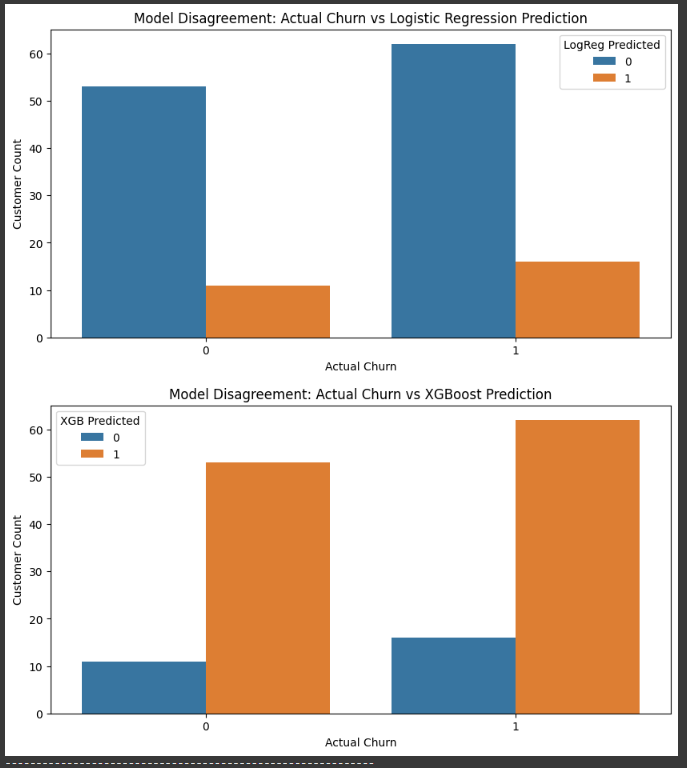 Model Disagreement: Actual Churn vs Logistic Regression Prediction
LogReg Predicted
0
1
Customer Count
60
50
40
30
20
10
0
0 1
Actual Churn
Model Disagreement: Actual Churn vs XGBoost Prediction
XGB Predicted
0
1
Customer Count
60
50
40
30
20
10
0
0 1
Actual Churn